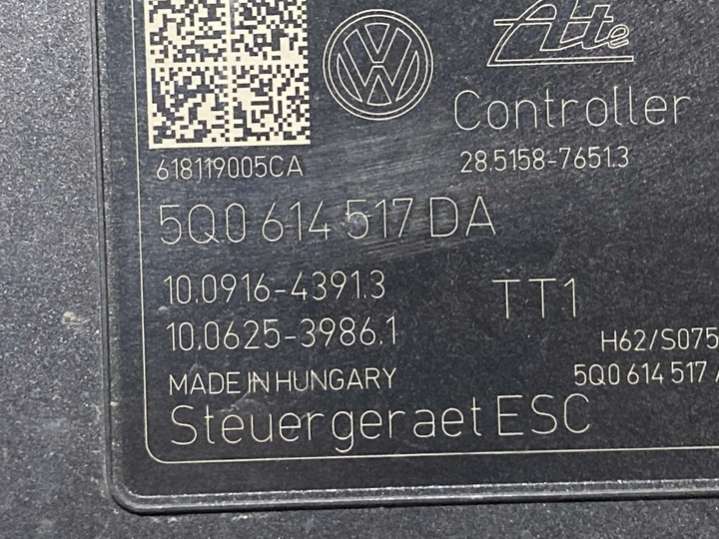 Ate
Controller
618119005CA
28.5158-7651.3
5Q0 614 517 DA
10.0916-4391.3
TT1
10.0625-3986.1
H62/S075
MADE IN HUNGARY
5Q0 614 517
Steuergeraet ESC